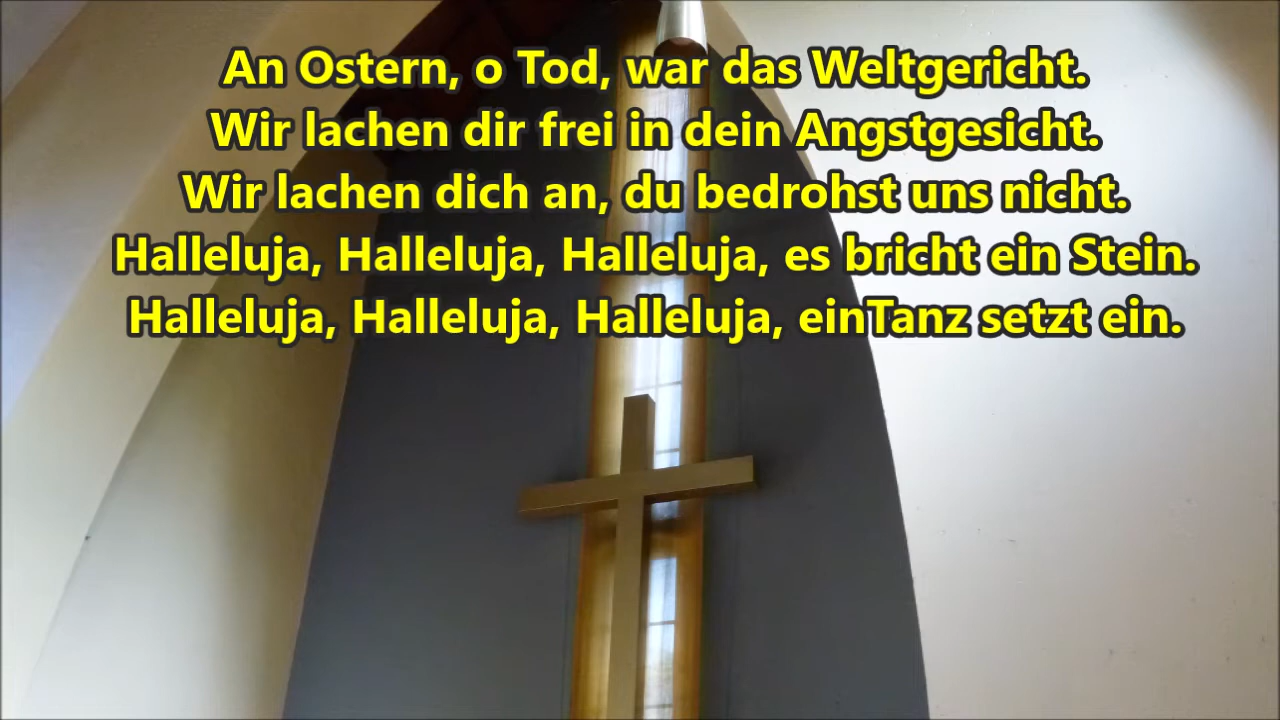 An Ostern, o Tod, war das Weltgericht.
Wir lachen dir frei in dein Angstgesicht.
Wir lachen dich an, du bedrohst uns nicht.
Halleluja, Halleluja, Halleluja, es bricht ein Stein.
Halleluja, Halleluja, Halleluja, einTanz setzt ein.